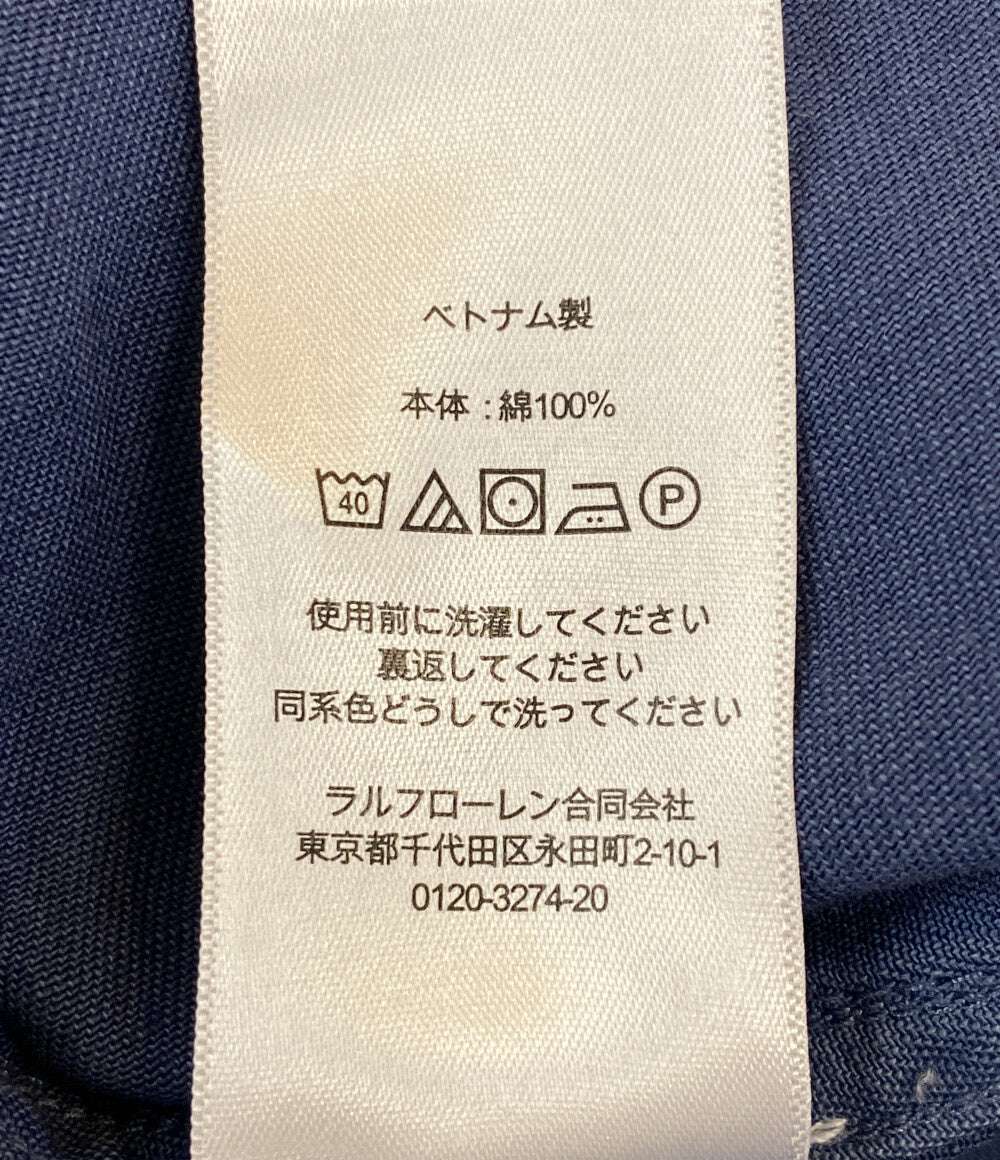 ベトナム製
本体 : 綿100%
40 P
使用前に洗濯してください
裏返してください
同系色どうしで洗ってください
ラルフローレン合同会社
東京都千代田区永田町2-10-1
0120-3274-20